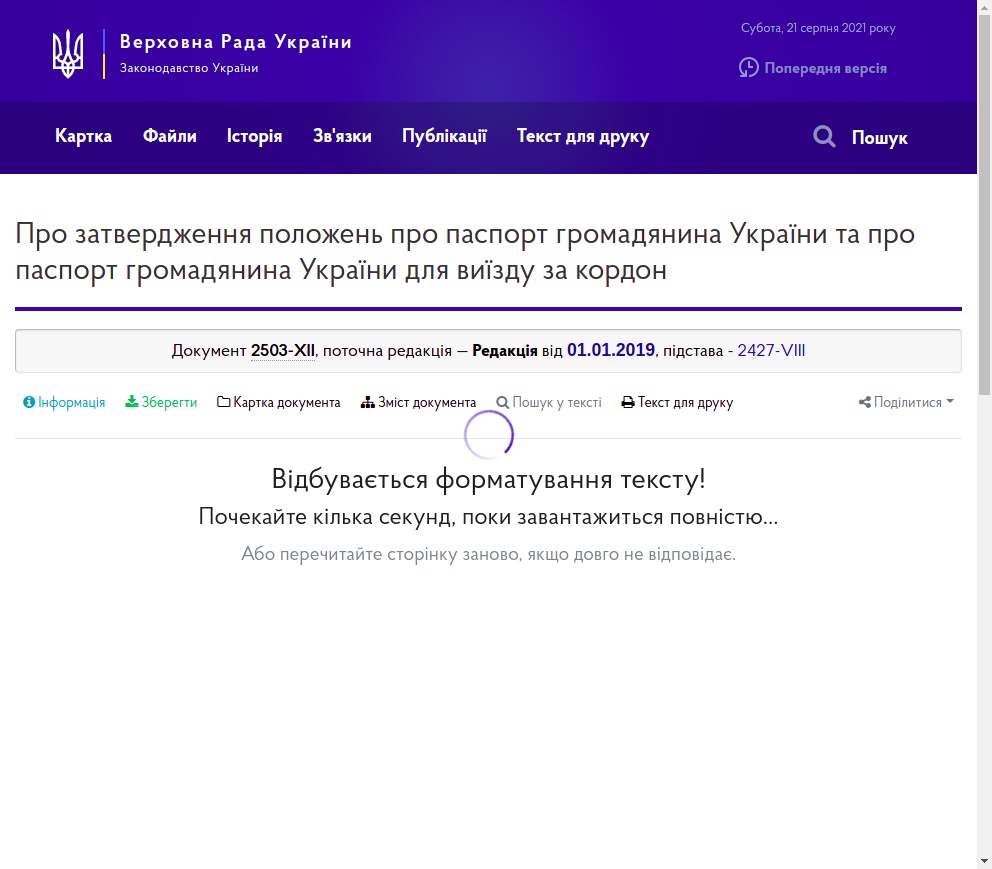 Верховна Рада України
Законодавство України
Субота, 21 серпня 2021 року
Попередня версія
Картка Файли Історія Зв'язки Публікації Текст для друку Пошук
Про затвердження положень про паспорт громадянина України та про
паспорт громадянина України для виїзду за кордон
Документ 2503-XII, поточна редакція — Редакція від 01.01.2019, підстава - 2427-VIII
Інформація Зберегти Картка документа Зміст документа Пошук у тексті Текст для друку Поділитися
Відбувається форматування тексту!
Почекайте кілька секунд, поки завантажиться повністю...
Або перечитайте сторінку заново, якщо довго не відповідає.